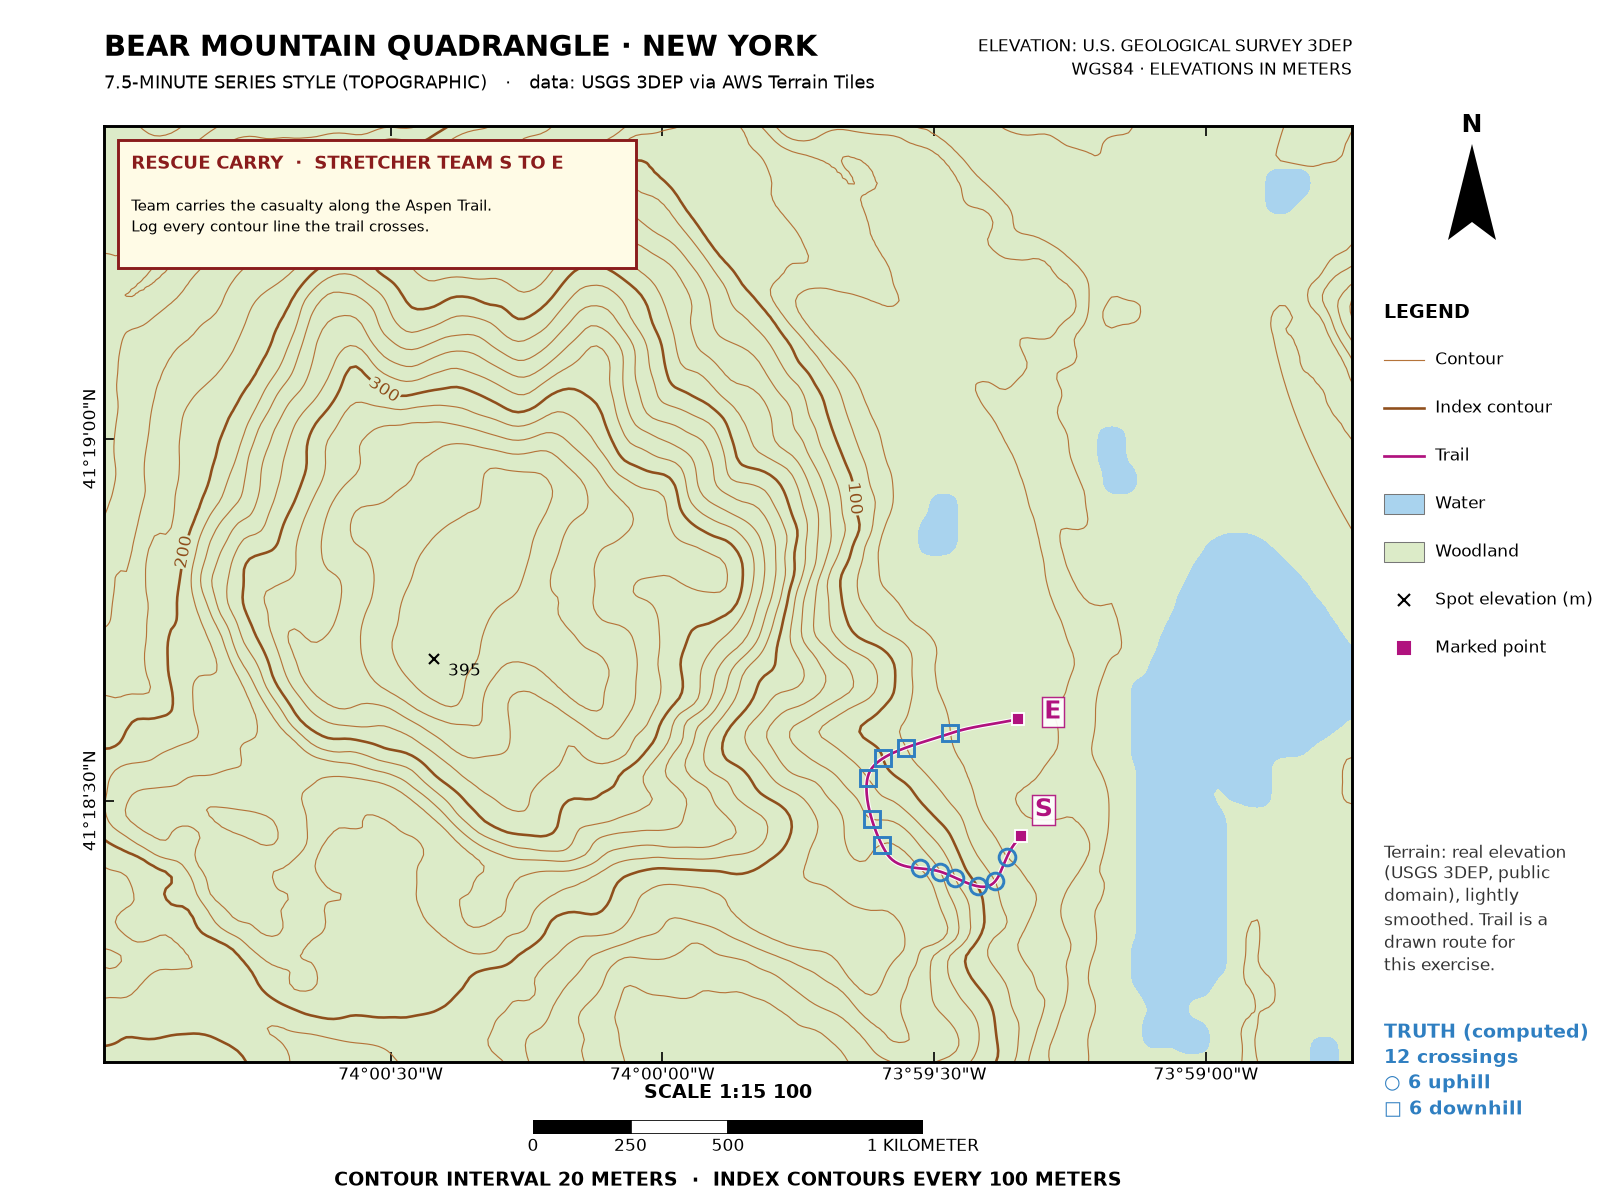 BEAR MOUNTAIN QUADRANGLE · NEW YORK
7.5-MINUTE SERIES STYLE (TOPOGRAPHIC) · data: USGS 3DEP via AWS Terrain Tiles
ELEVATION: U.S. GEOLOGICAL SURVEY 3DEP
WGS84 · ELEVATIONS IN METERS
RESCUE CARRY · STRETCHER TEAM S TO E
Team carries the casualty along the Aspen Trail.
Log every contour line the trail crosses.
300
200
100
395
E
S
41°19'00"N
41°18'30"N
74°00'30"W
74°00'00"W
73°59'30"W
73°59'00"W
N
LEGEND
Contour
Index contour
Trail
Water
Woodland
Spot elevation (m)
Marked point
Terrain: real elevation
(USGS 3DEP, public
domain), lightly
smoothed. Trail is a
drawn route for
this exercise.
TRUTH (computed)
12 crossings
○ 6 uphill
□ 6 downhill
SCALE 1:15 100
0 250 500 1 KILOMETER
CONTOUR INTERVAL 20 METERS · INDEX CONTOURS EVERY 100 METERS